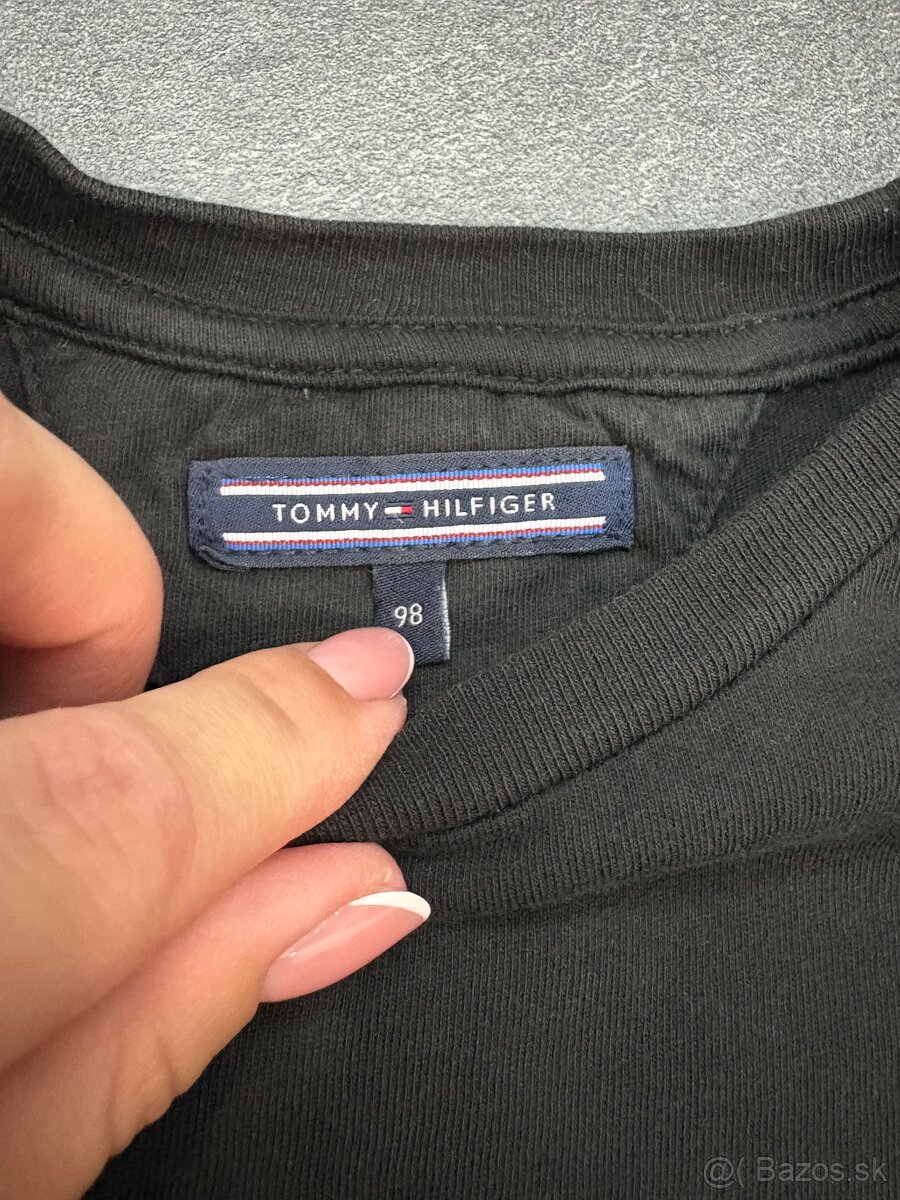 TOMMY HILFIGER
98
@( Bazos.sk